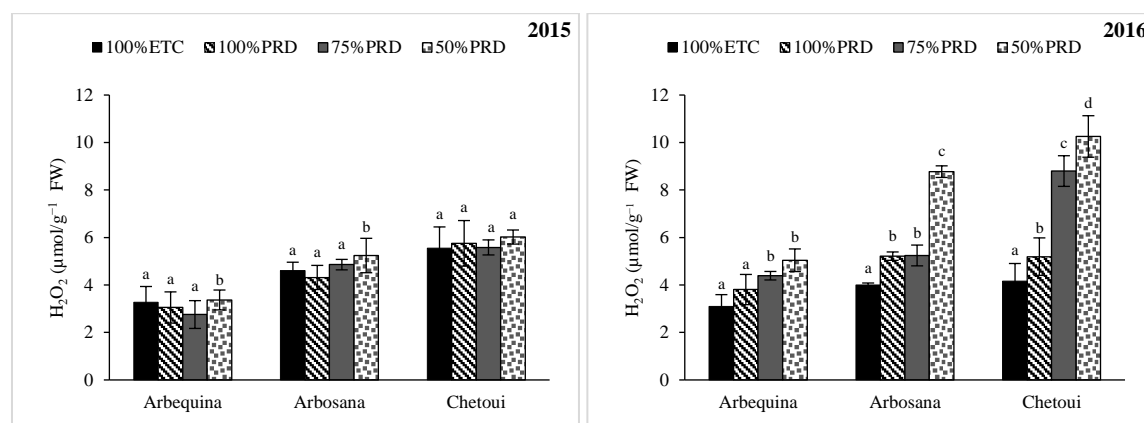 2015
100%ETC 100%PRD 75%PRD 50%PRD
H₂O₂ (µmol/g⁻¹ FW)
12
10
8
6
4
2
0
a a a b
a a a b
a a a a
Arbequina Arbosana Chetoui
2016
100%ETC 100%PRD 75%PRD 50%PRD
H₂O₂ (µmol/g⁻¹ FW)
12
10
8
6
4
2
0
a a b b
a b b c
a b c d
Arbequina Arbosana Chetoui